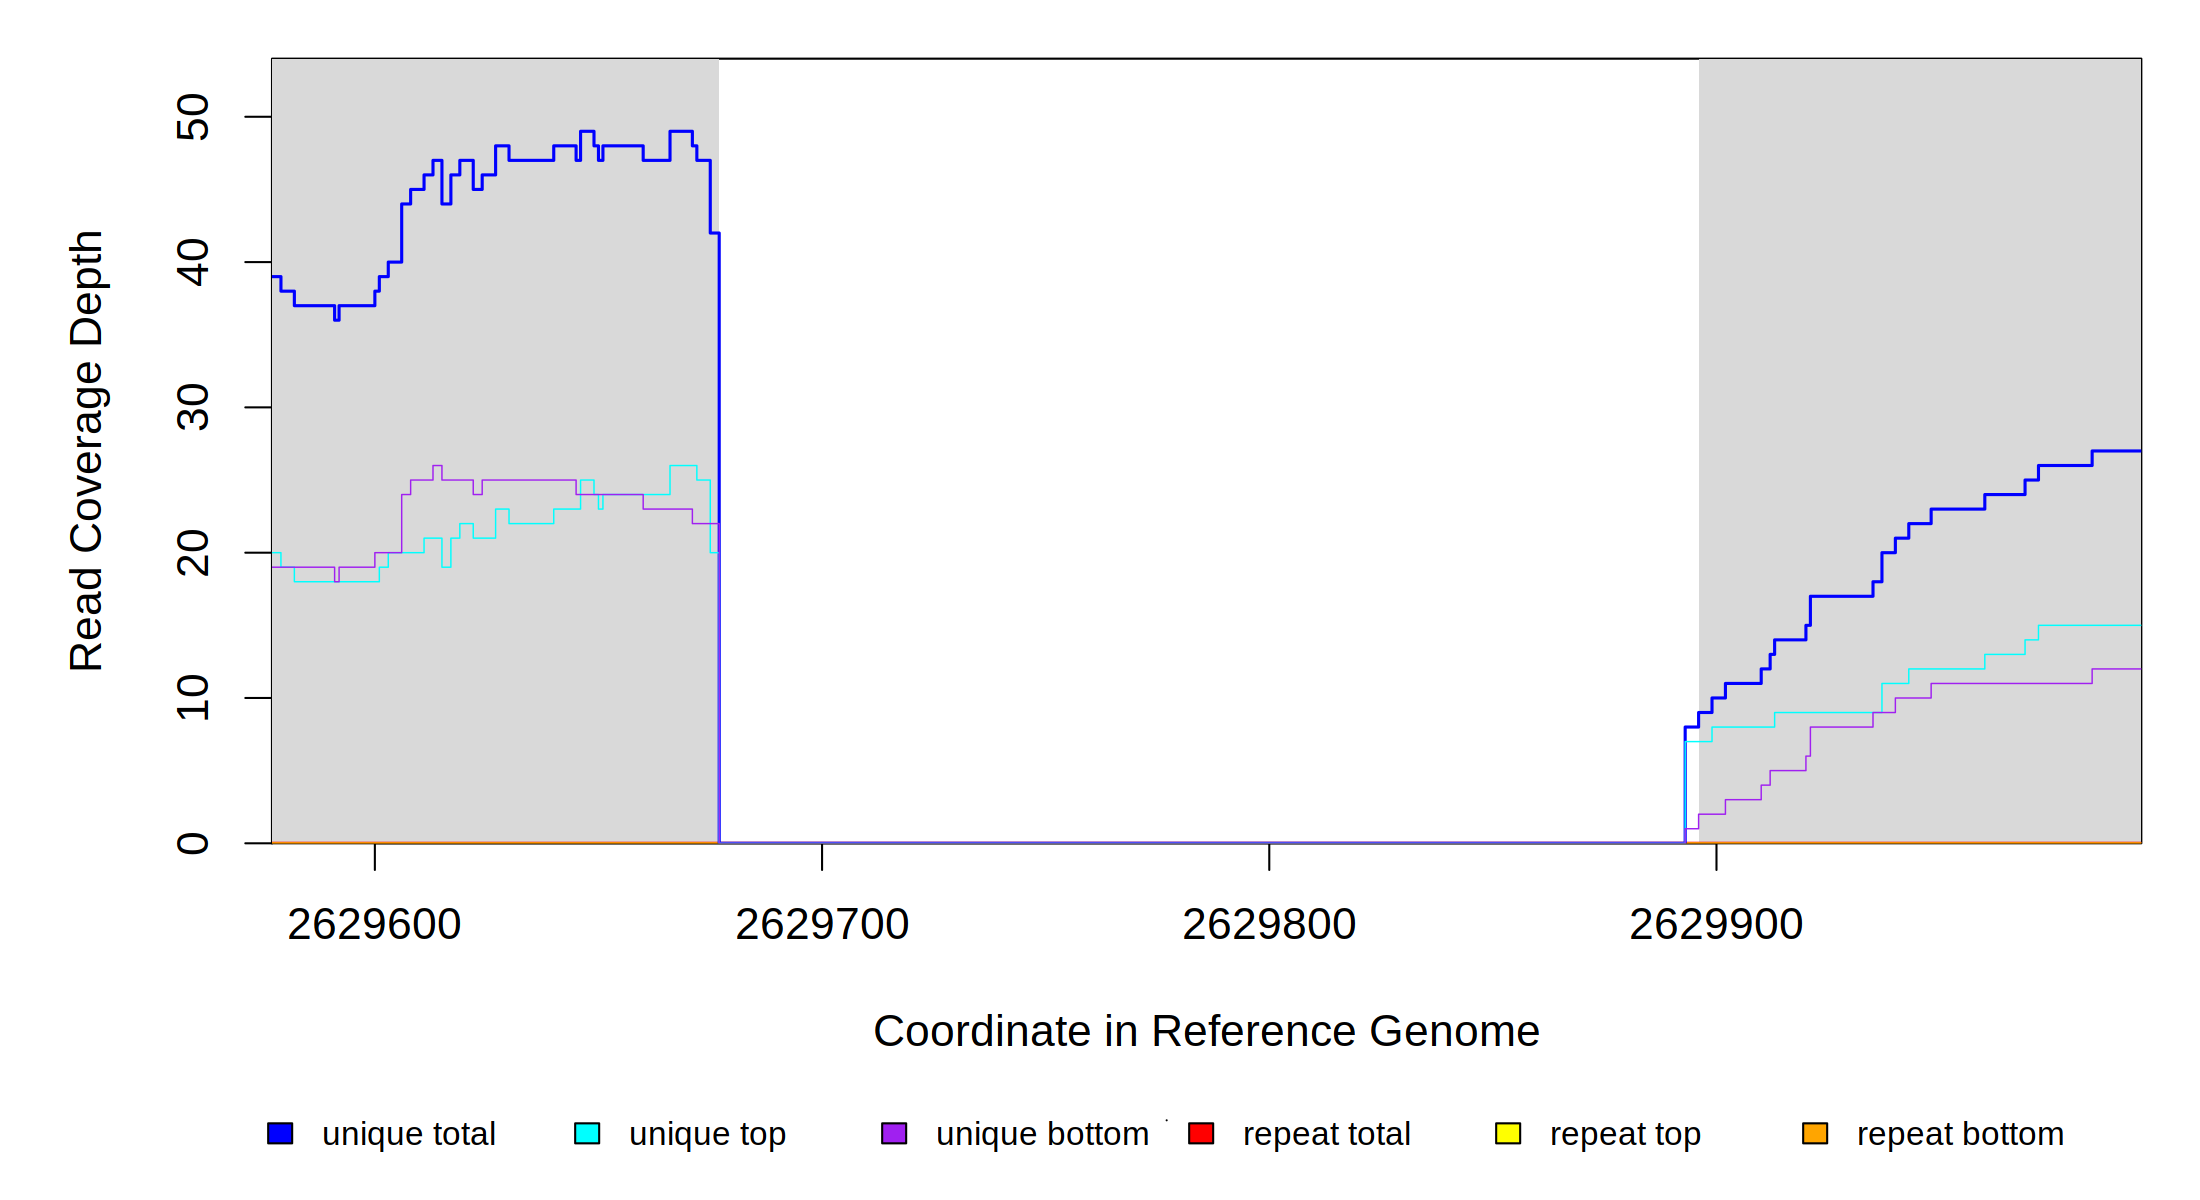 50
40
30
20
10
0
Read Coverage Depth
2629600 2629700 2629800 2629900
Coordinate in Reference Genome
unique total unique top unique bottom repeat total repeat top repeat bottom